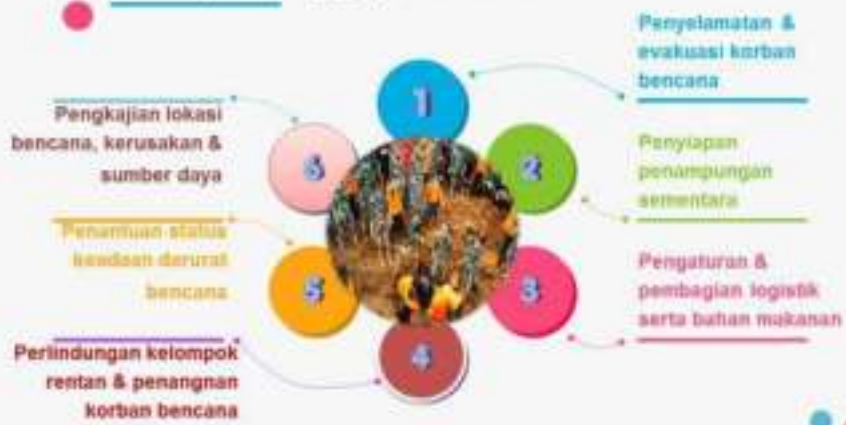 1
Penyelamatan &
evakuasi korban
bencana
2
Penyiapan
penampungan
sementara
3
Pengaturan &
pembagian logistik
serta bahan makanan
4
Perlindungan kelompok
rentan & penangnan
korban bencana
5
Penantuan status
keadaan darurat
bencana
6
Pengkajian lokasi
bencana, kerusakan &
sumber daya